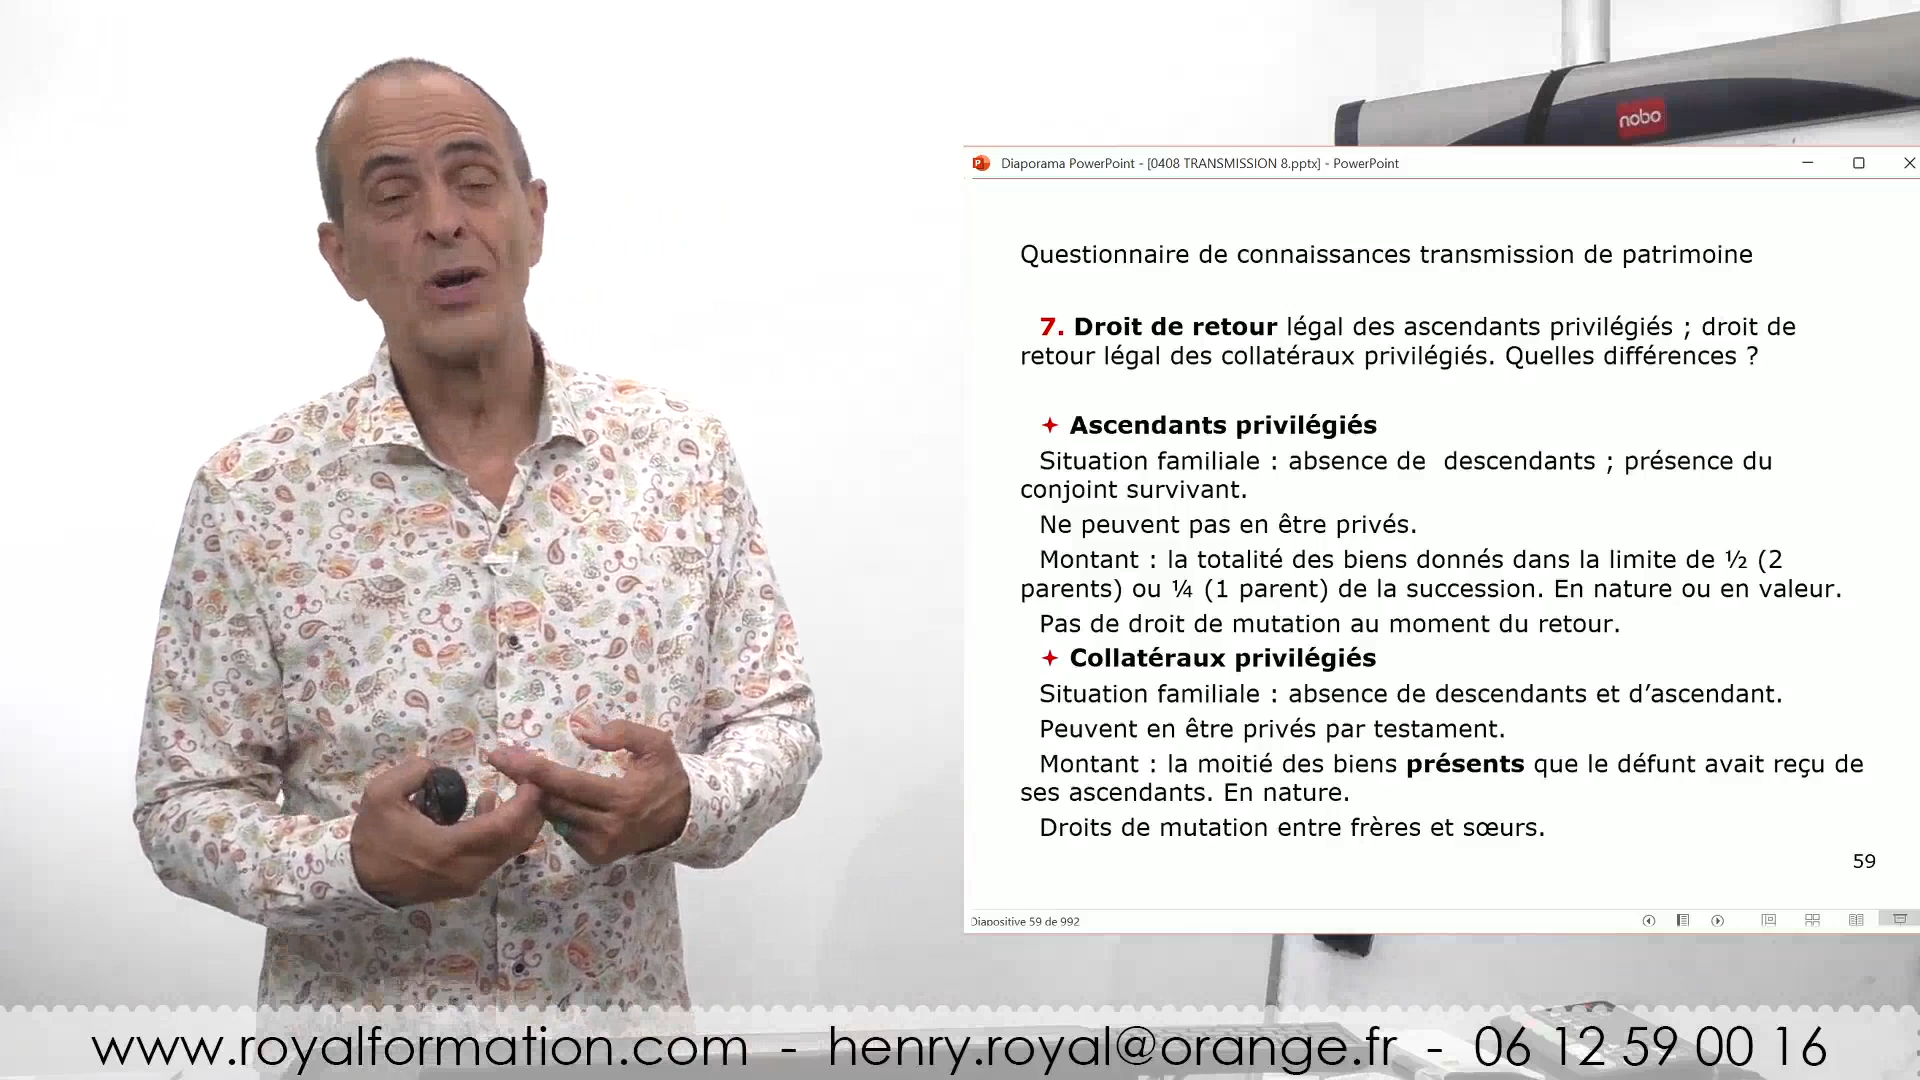 nobo
Diaporama PowerPoint - [0408 TRANSMISSION 8.pptx] - PowerPoint
Questionnaire de connaissances transmission de patrimoine
7. Droit de retour légal des ascendants privilégiés ; droit de
retour légal des collatéraux privilégiés. Quelles différences ?
Ascendants privilégiés
Situation familiale : absence de  descendants ; présence du
conjoint survivant.
Ne peuvent pas en être privés.
Montant : la totalité des biens donnés dans la limite de ½ (2
parents) ou ¼ (1 parent) de la succession. En nature ou en valeur.
Pas de droit de mutation au moment du retour.
Collatéraux privilégiés
Situation familiale : absence de descendants et d’ascendant.
Peuvent en être privés par testament.
Montant : la moitié des biens présents que le défunt avait reçu de
ses ascendants. En nature.
Droits de mutation entre frères et sœurs.
59
Diapositive 59 de 992
www.royalformation.com - henry.royal@orange.fr - 06 12 59 00 16